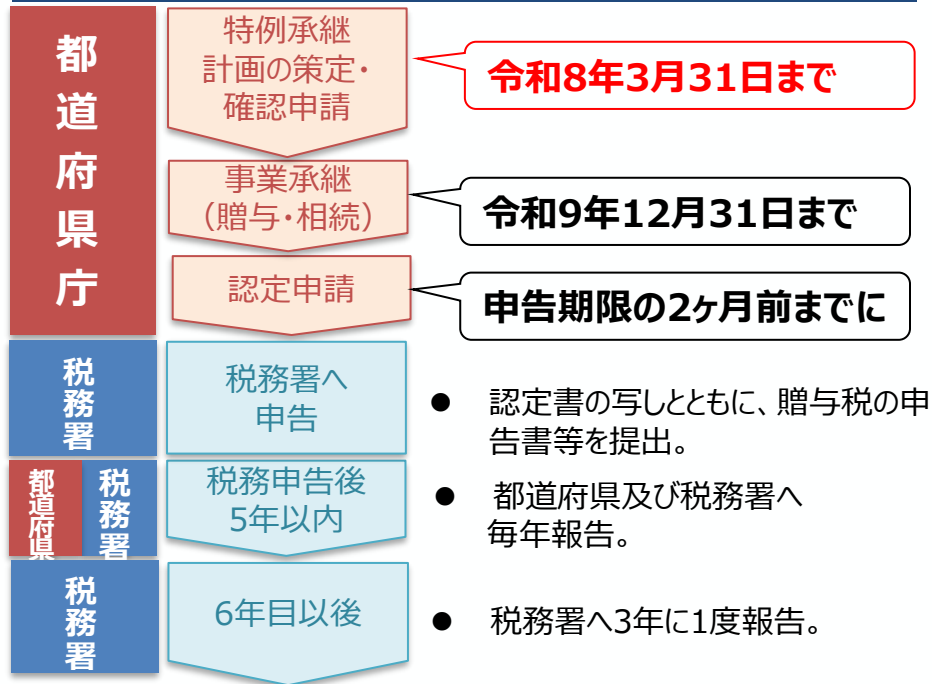 都道府県庁
特例承継
計画の策定・
確認申請
令和8年3月31日まで
事業承継
(贈与・相続)
令和9年12月31日まで
認定申請
申告期限の2ヶ月前までに
税務署
税務署へ
申告
● 認定書の写しとともに、贈与税の申
告書等を提出。
都道府県
税務署
税務申告後
5年以内
● 都道府県及び税務署へ
毎年報告。
税務署
6年目以後
● 税務署へ3年に1度報告。